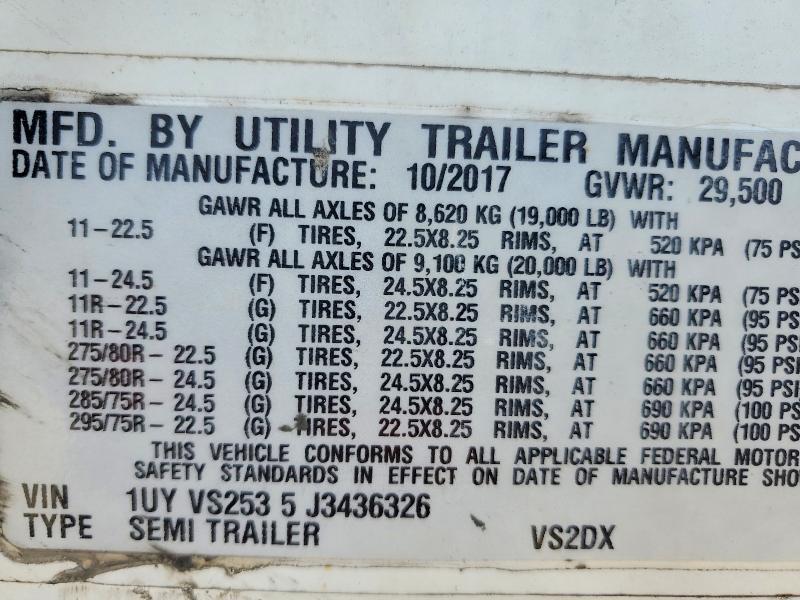 MFD. BY UTILITY TRAILER MANUFAC
DATE OF MANUFACTURE: 10/2017 GVWR: 29,500
GAWR ALL AXLES OF 8,620 KG (19,000 LB) WITH
11-22.5 (F) TIRES, 22.5X8.25 RIMS, AT 520 KPA (75 PS
GAWR ALL AXLES OF 9,100 KG (20,000 LB) WITH
11-24.5 (F) TIRES, 24.5X8.25 RIMS, AT 520 KPA (75 PS
11R-22.5 (G) TIRES, 22.5X8.25 RIMS, AT 660 KPA (95 PS
11R-24.5 (G) TIRES, 24.5X8.25 RIMS, AT 660 KPA (95 PS
275/80R-22.5 (G) TIRES, 22.5X8.25 RIMS, AT 660 KPA (95 PSI
275/80R-24.5 (G) TIRES, 24.5X8.25 RIMS, AT 660 KPA (95 PSI
285/75R-24.5 (G) TIRES, 24.5X8.25 RIMS, AT 690 KPA (100 PS
295/75R-22.5 (G) TIRES, 22.5X8.25 RIMS, AT 690 KPA (100 PS
THIS VEHICLE CONFORMS TO ALL APPLICABLE FEDERAL MOTOR
SAFETY STANDARDS IN EFFECT ON DATE OF MANUFACTURE SHO
VIN 1UY VS253 5 J3436326
TYPE SEMI TRAILER VS2DX